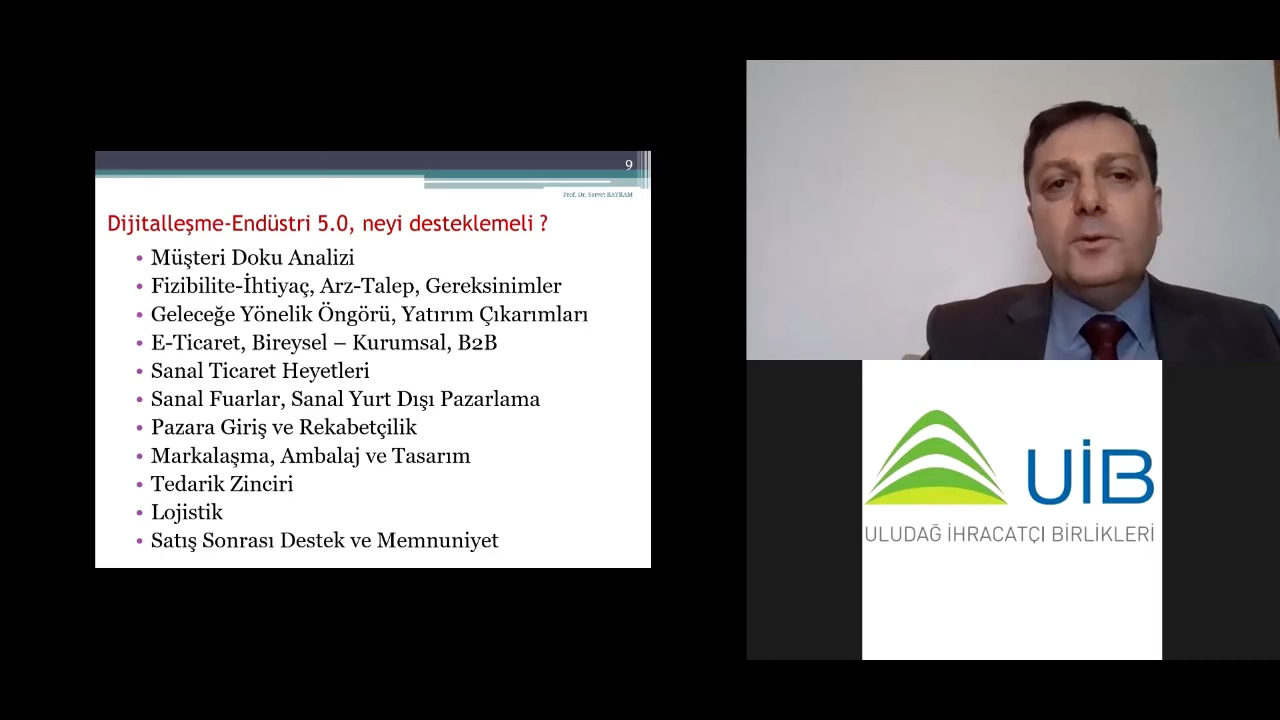 9
Prof. Dr. Servet BAYRAM
Dijitalleşme-Endüstri 5.0, neyi desteklemeli ?
• Müşteri Doku Analizi
• Fizibilite-İhtiyaç, Arz-Talep, Gereksinimler
• Geleceğe Yönelik Öngörü, Yatırım Çıkarımları
• E-Ticaret, Bireysel – Kurumsal, B2B
• Sanal Ticaret Heyetleri
• Sanal Fuarlar, Sanal Yurt Dışı Pazarlama
• Pazara Giriş ve Rekabetçilik
• Markalaşma, Ambalaj ve Tasarım
• Tedarik Zinciri
• Lojistik
• Satış Sonrası Destek ve Memnuniyet
UİB
ULUDAĞ İHRACATÇI BİRLİKLERİ